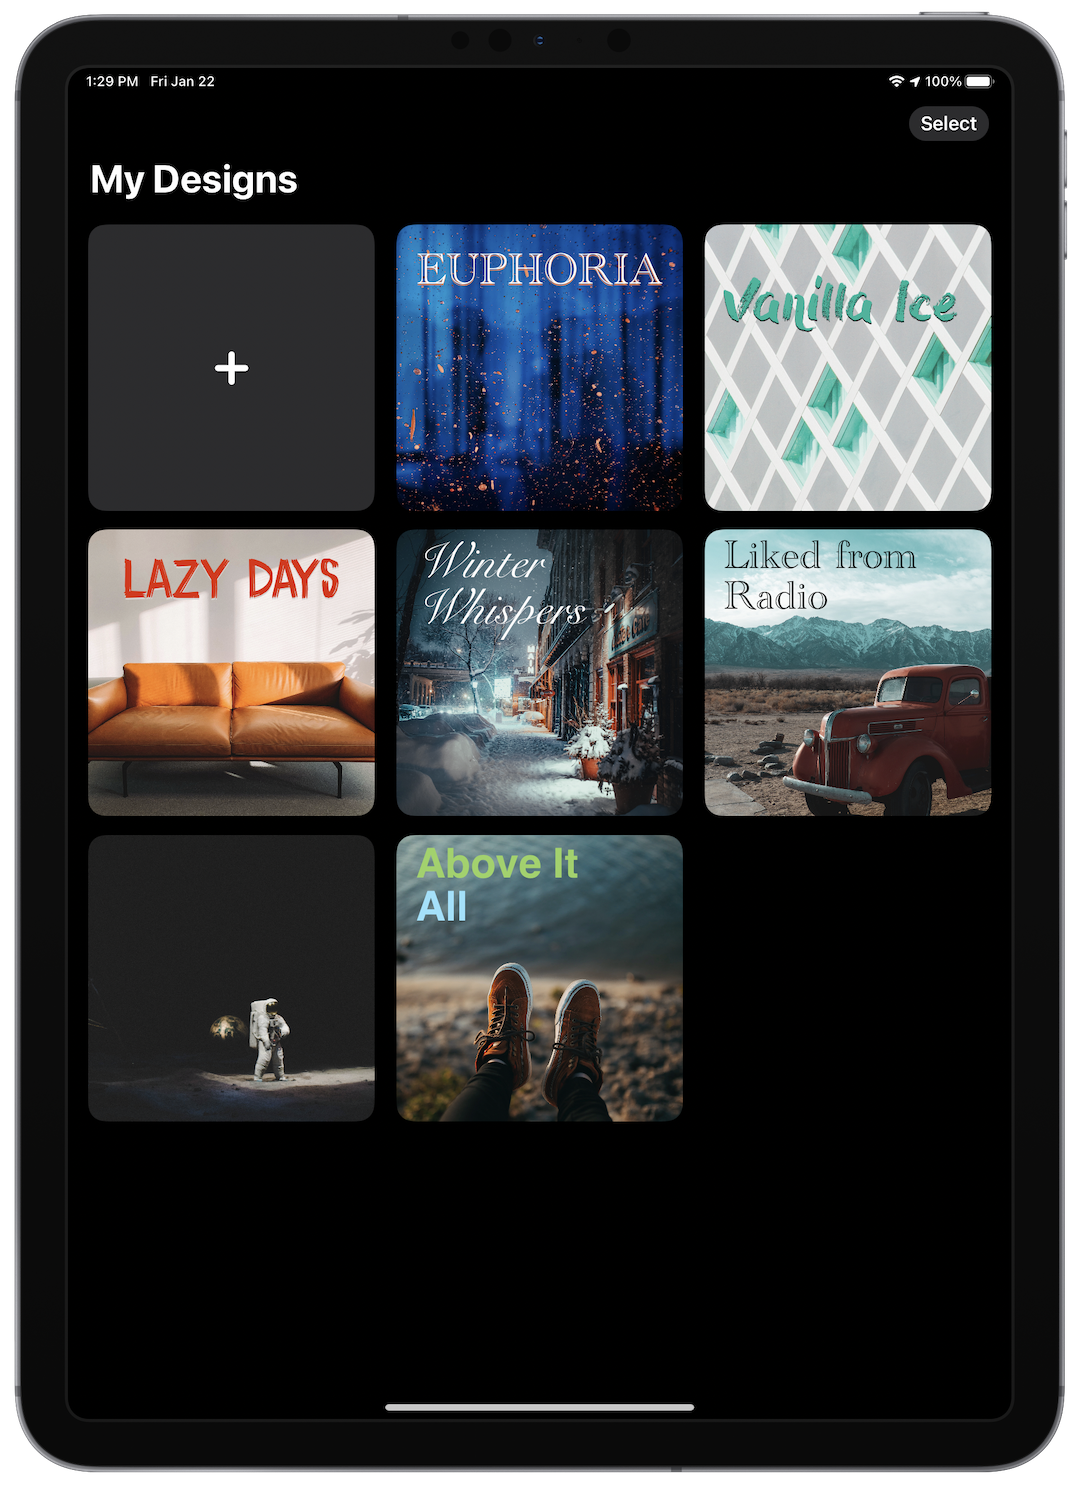 1:29 PM Fri Jan 22
100%
Select
My Designs
EUPHORIA
Vanilla Ice
LAZY DAYS
Winter
Whispers
Liked from
Radio
Above It
All